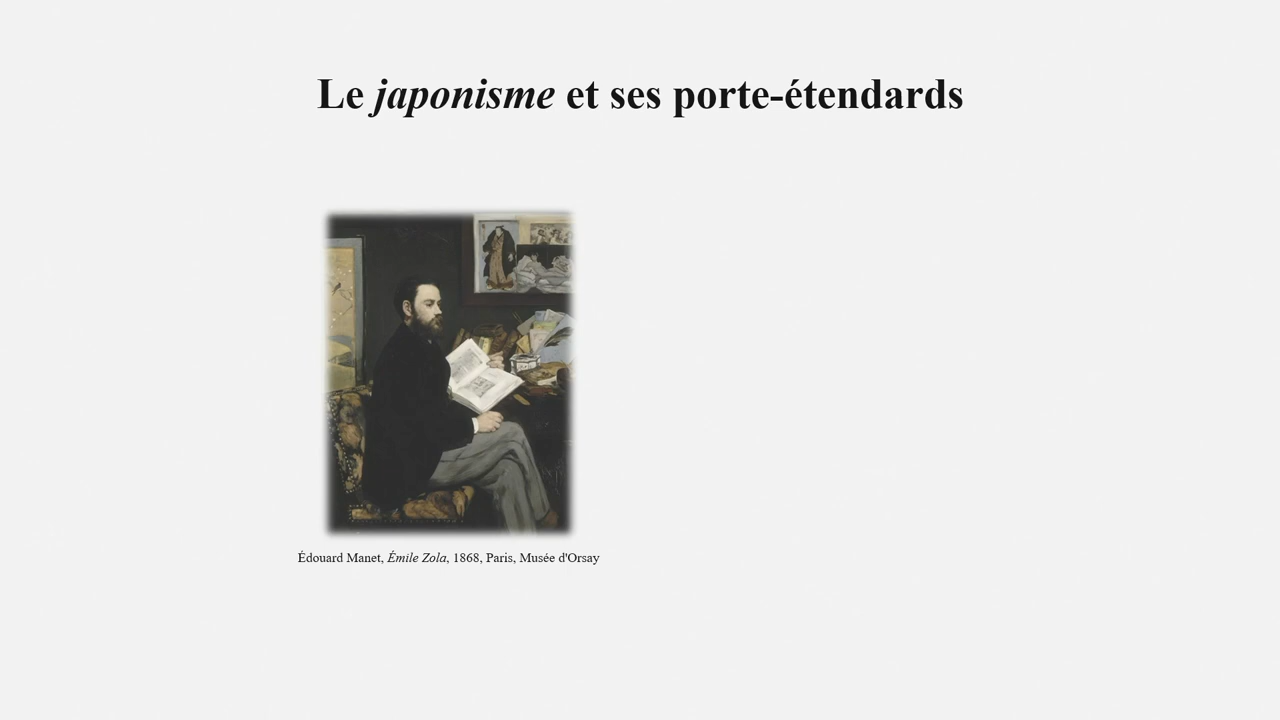 Le japonisme et ses porte-étendards
Édouard Manet, Émile Zola, 1868, Paris, Musée d'Orsay